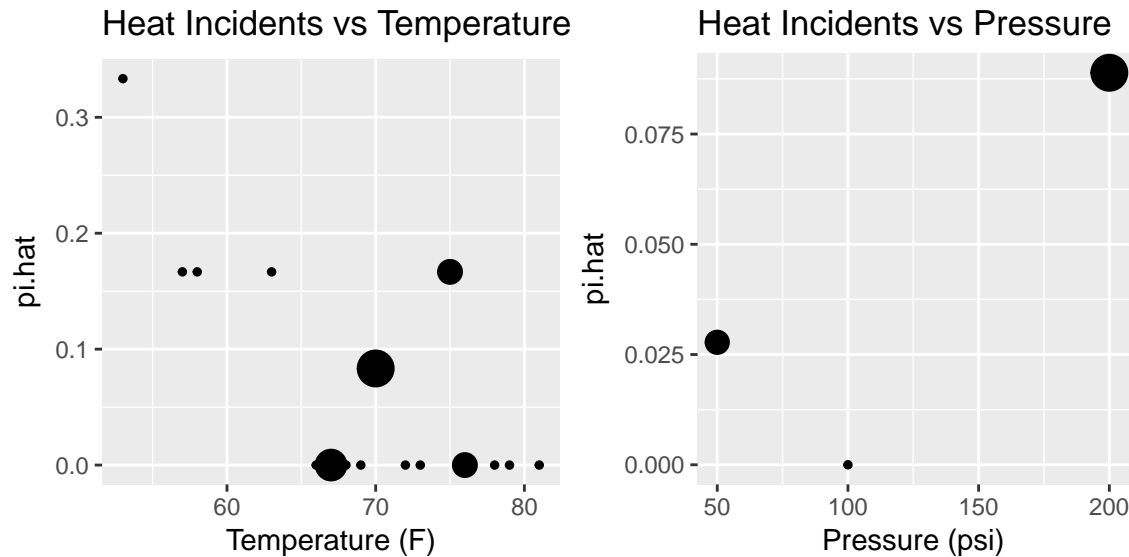 Heat Incidents vs Temperature
0.3
0.2
0.1
0.0
pi.hat
60 70 80
Temperature (F)
Heat Incidents vs Pressure
0.075
0.050
0.025
0.000
pi.hat
50 100 150 200
Pressure (psi)